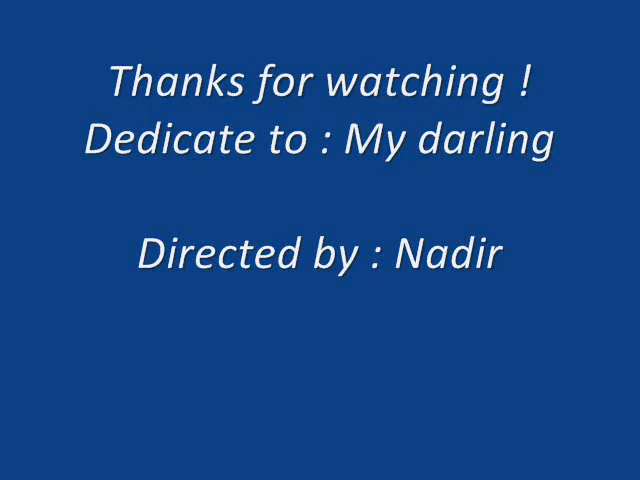 Thanks for watching !
Dedicate to : My darling
Directed by : Nadir